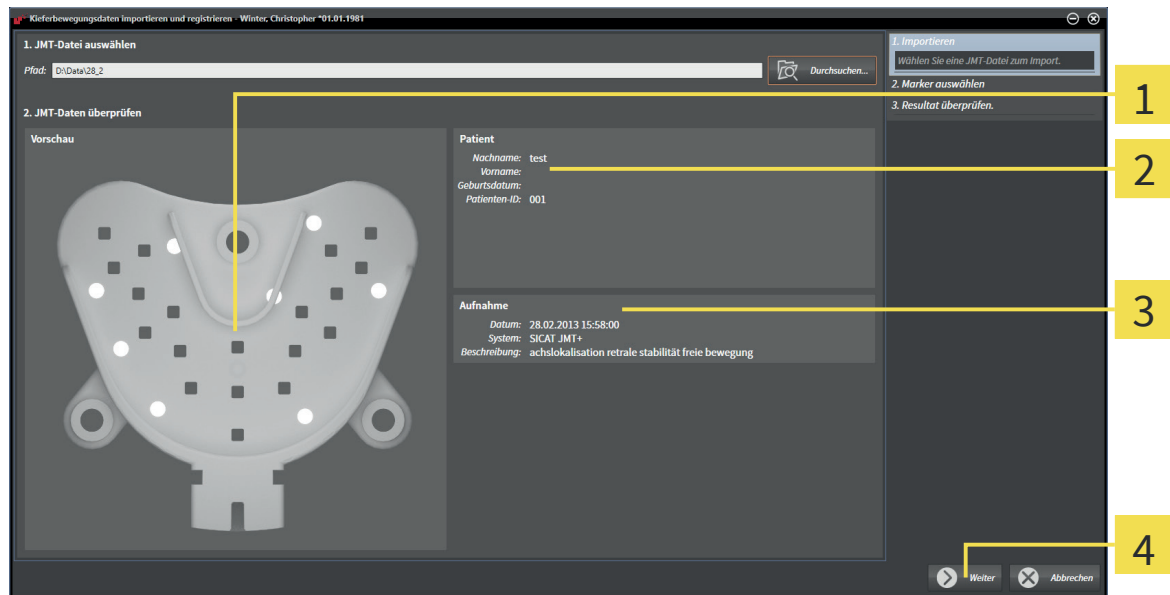 Kieferbewegungsdaten importieren und registrieren - Winter, Christopher *01.01.1981
1. JMT-Datei auswählen
Pfad: D:\Data\28_2
Durchsuchen...
2. JMT-Daten überprüfen
Vorschau
Patient
Nachname: test
Vorname:
Geburtsdatum:
Patienten-ID: 001
Aufnahme
Datum: 28.02.2013 15:58:00
System: SICAT JMT+
Beschreibung: achslokalisation retrale stabilität freie bewegung
1. Importieren
Wählen Sie eine JMT-Datei zum Import.
2. Marker auswählen
3. Resultat überprüfen.
Weiter
Abbrechen
1
2
3
4